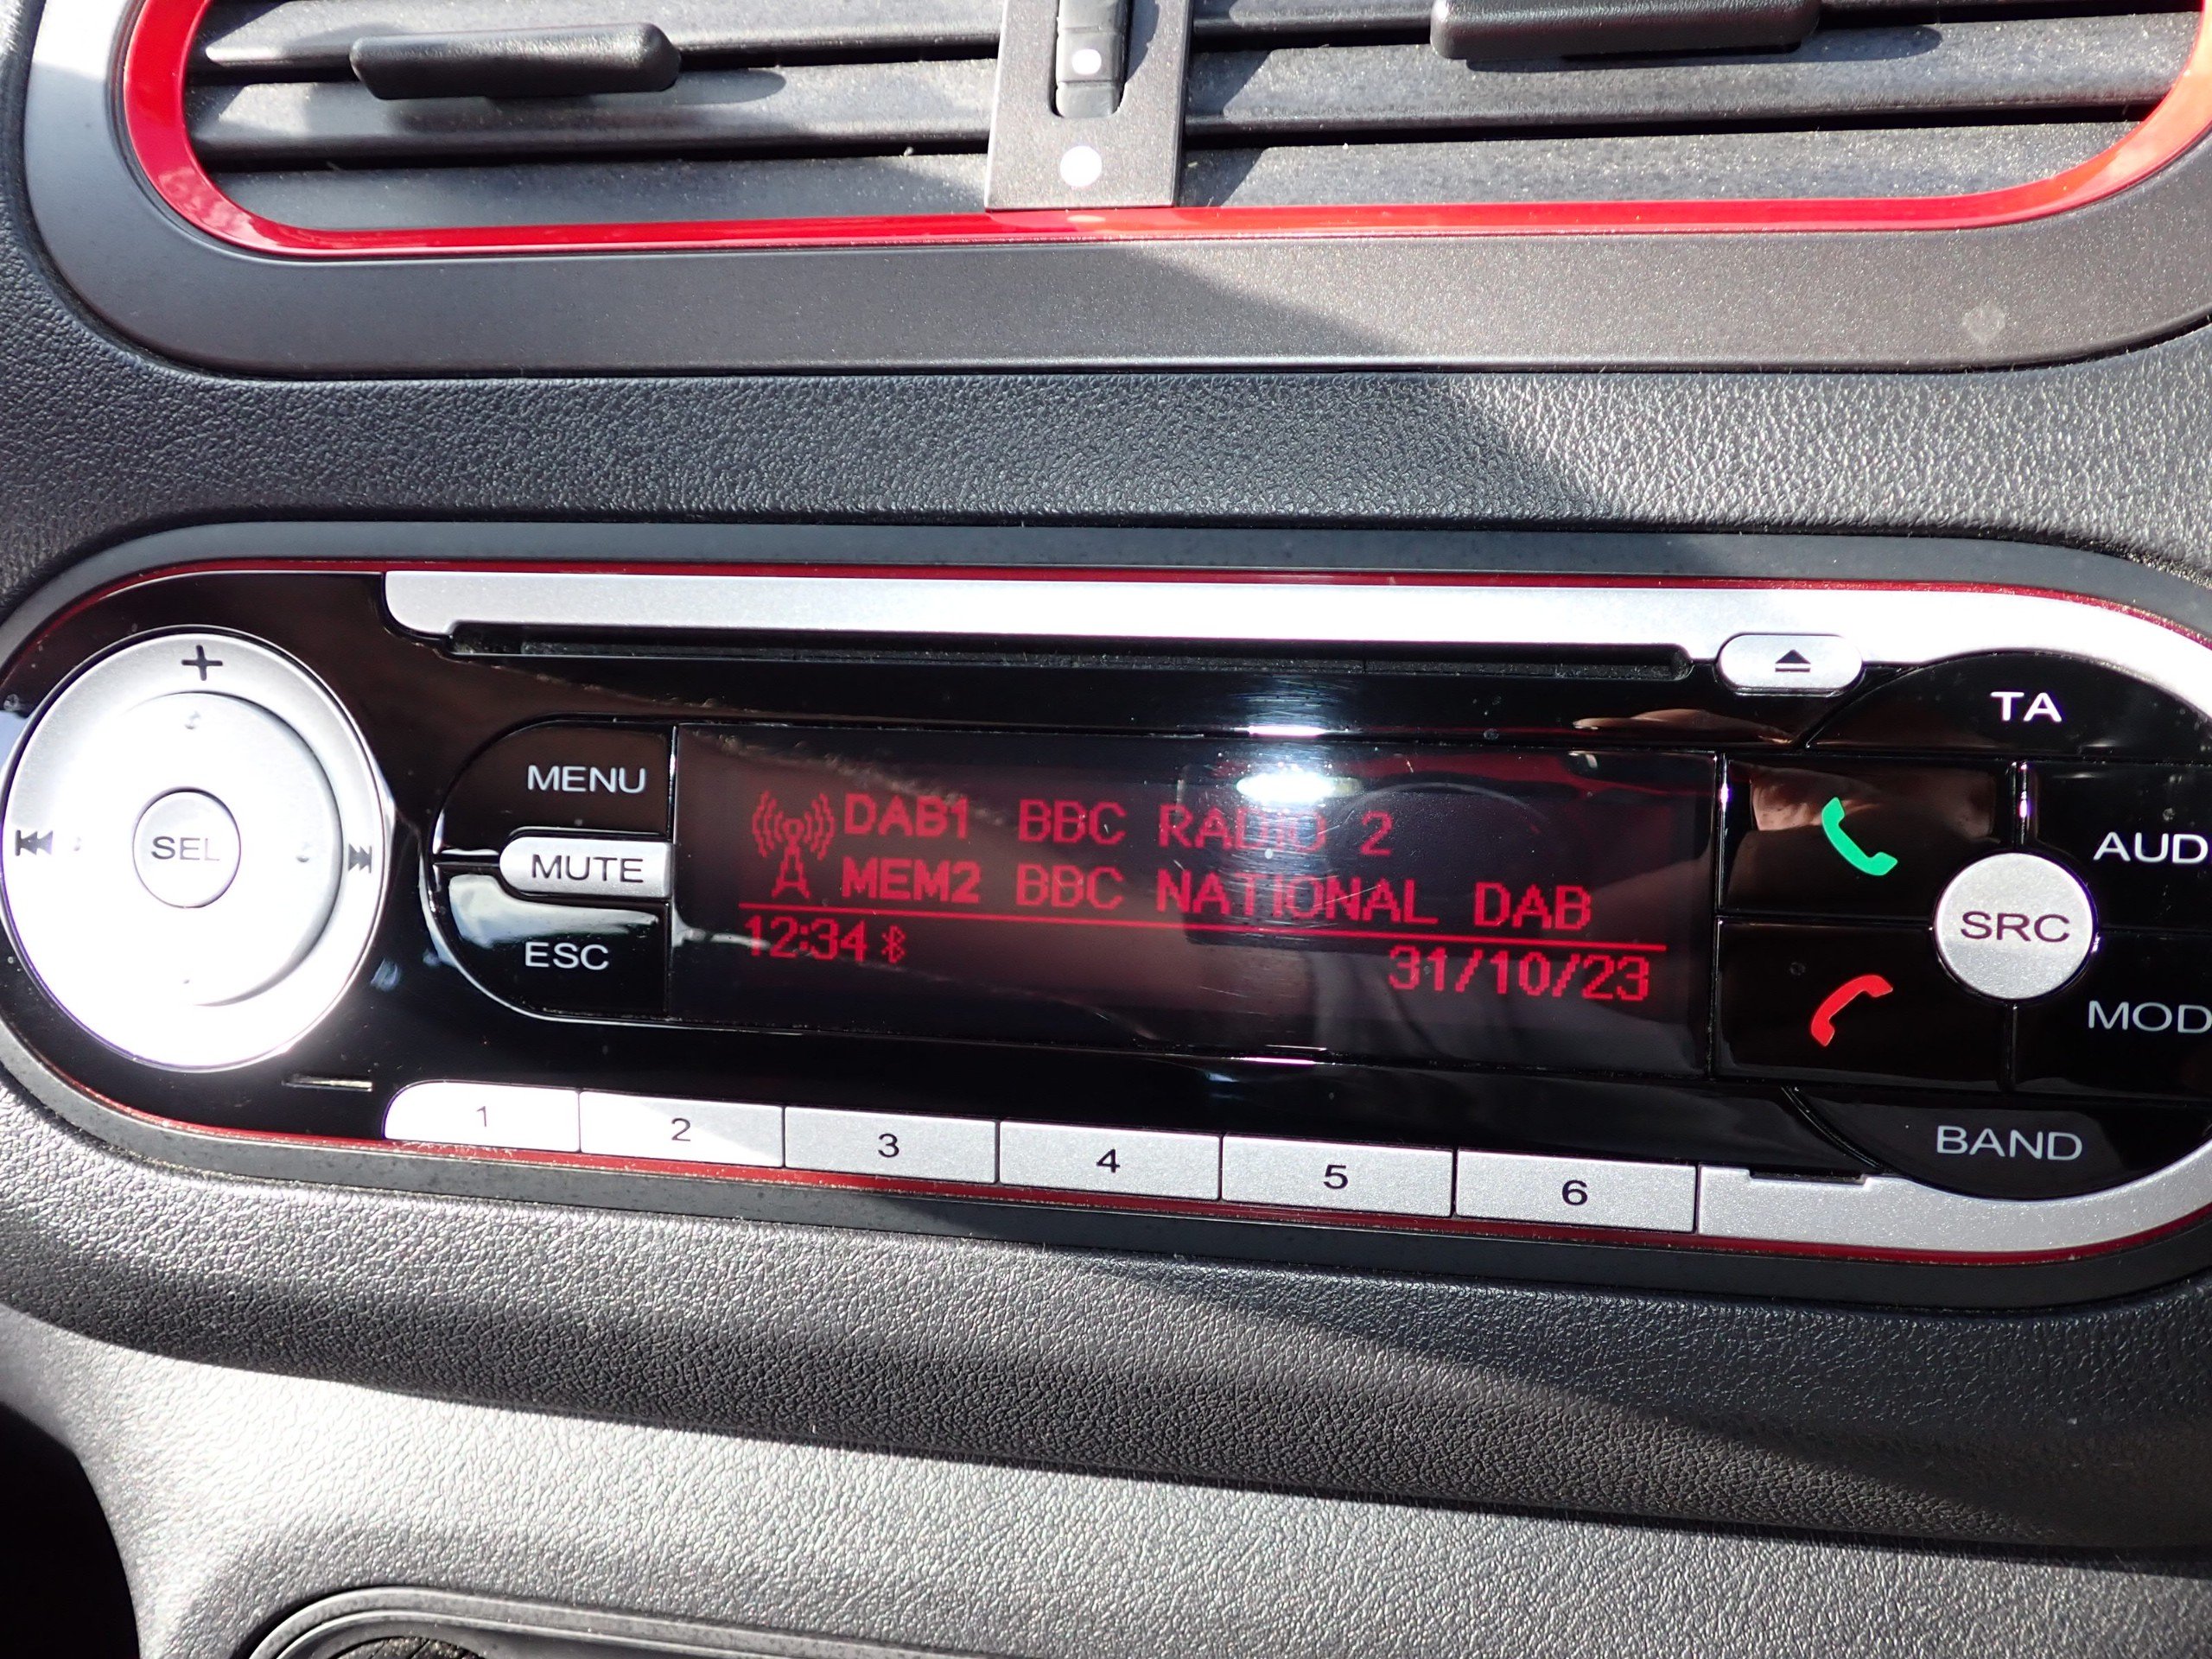 TA
MENU
MUTE
ESC
SEL
DAB1 BBC RADIO 2
MEM2 BBC NATIONAL DAB
12:34
31/10/23
AUD
SRC
MOD
BAND
1 2 3 4 5 6